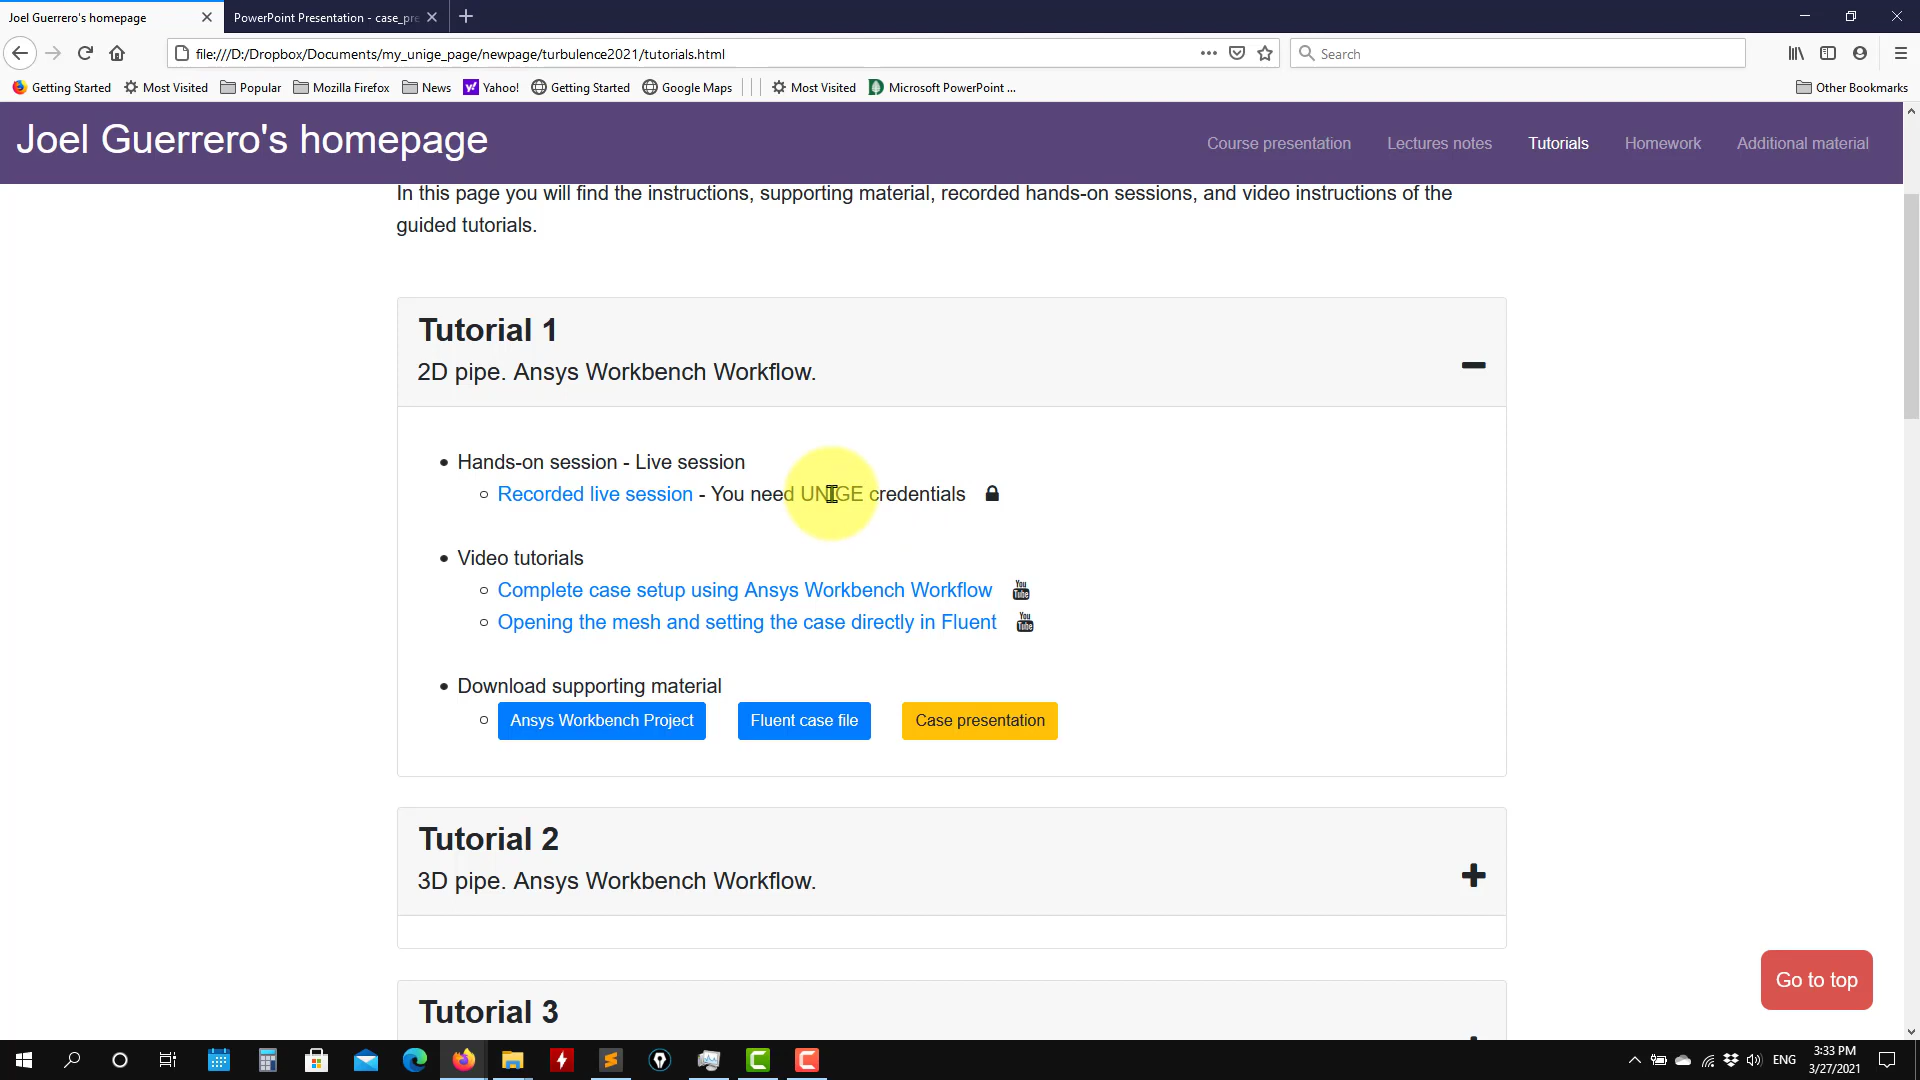 Joel Guerrero's homepage
PowerPoint Presentation - case_pre
file:///D:/Dropbox/Documents/my_unige_page/newpage/turbulence2021/tutorials.html
Search
Getting Started
Most Visited
Popular
Mozilla Firefox
News
Yahoo!
Getting Started
Google Maps
Most Visited
Microsoft PowerPoint ...
Other Bookmarks
Joel Guerrero's homepage
Course presentation
Lectures notes
Tutorials
Homework
Additional material
In this page you will find the instructions, supporting material, recorded hands-on sessions, and video instructions of the
guided tutorials.
Tutorial 1
2D pipe. Ansys Workbench Workflow.
Hands-on session - Live session
Recorded live session - You need UNIGE credentials
Video tutorials
Complete case setup using Ansys Workbench Workflow
You
Tube
Opening the mesh and setting the case directly in Fluent
You
Tube
Download supporting material
Ansys Workbench Project
Fluent case file
Case presentation
Tutorial 2
3D pipe. Ansys Workbench Workflow.
Tutorial 3
Go to top
ENG
3:33 PM
3/27/2021